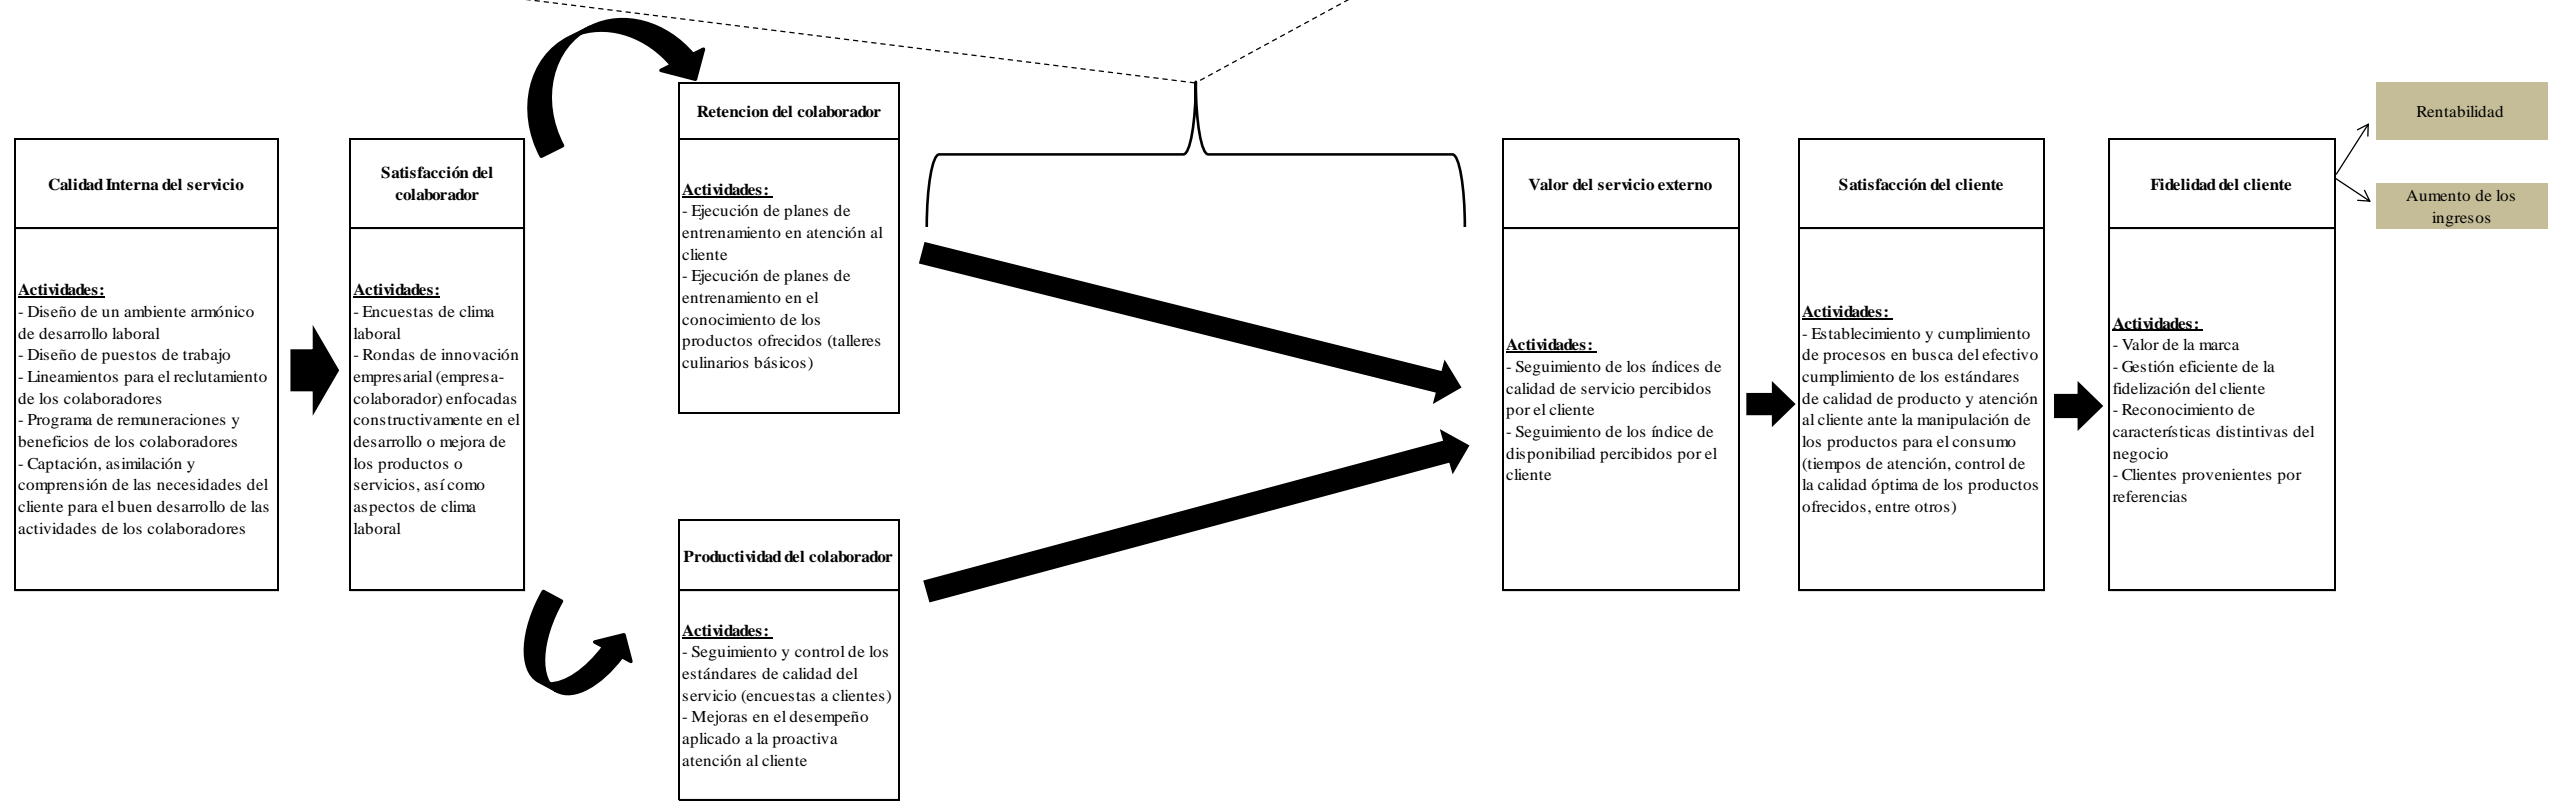 Calidad Interna del servicio
Actividades:
- Diseño de un ambiente armónico
de desarrollo laboral
- Diseño de puestos de trabajo
- Lineamientos para el reclutamiento
de los colaboradores
- Programa de remuneraciones y
beneficios de los colaboradores
- Captación, asimilación y
comprensión de las necesidades del
cliente para el buen desarrollo de las
actividades de los colaboradores
Satisfacción del
colaborador
Actividades:
- Encuestas de clima
laboral
- Rondas de innovación
empresarial (empresa-
colaborador) enfocadas
constructivamente en el
desarrollo o mejora de
los productos o
servicios, así como
aspectos de clima
laboral
Retencion del colaborador
Actividades:
- Ejecución de planes de
entrenamiento en atención al
cliente
- Ejecución de planes de
entrenamiento en el
conocimiento de los
productos ofrecidos (talleres
culinarios básicos)
Productividad del colaborador
Actividades:
- Seguimiento y control de los
estándares de calidad del
servicio (encuestas a clientes)
- Mejoras en el desempeño
aplicado a la proactiva
atención al cliente
Valor del servicio externo
Actividades:
- Seguimiento de los índices de
calidad de servicio percibidos
por el cliente
- Seguimiento de los índice de
disponibiliad percibidos por el
cliente
Satisfacción del cliente
Actividades:
- Establecimiento y cumplimiento
de procesos en busca del efectivo
cumplimiento de los estándares
de calidad de producto y atención
al cliente ante la manipulación de
los productos para el consumo
(tiempos de atención, control de
la calidad óptima de los productos
ofrecidos, entre otros)
Fidelidad del cliente
Actividades:
- Valor de la marca
- Gestión eficiente de la
fidelización del cliente
- Reconocimiento de
características distintivas del
negocio
- Clientes provenientes por
referencias
Rentabilidad
Aumento de los
ingresos